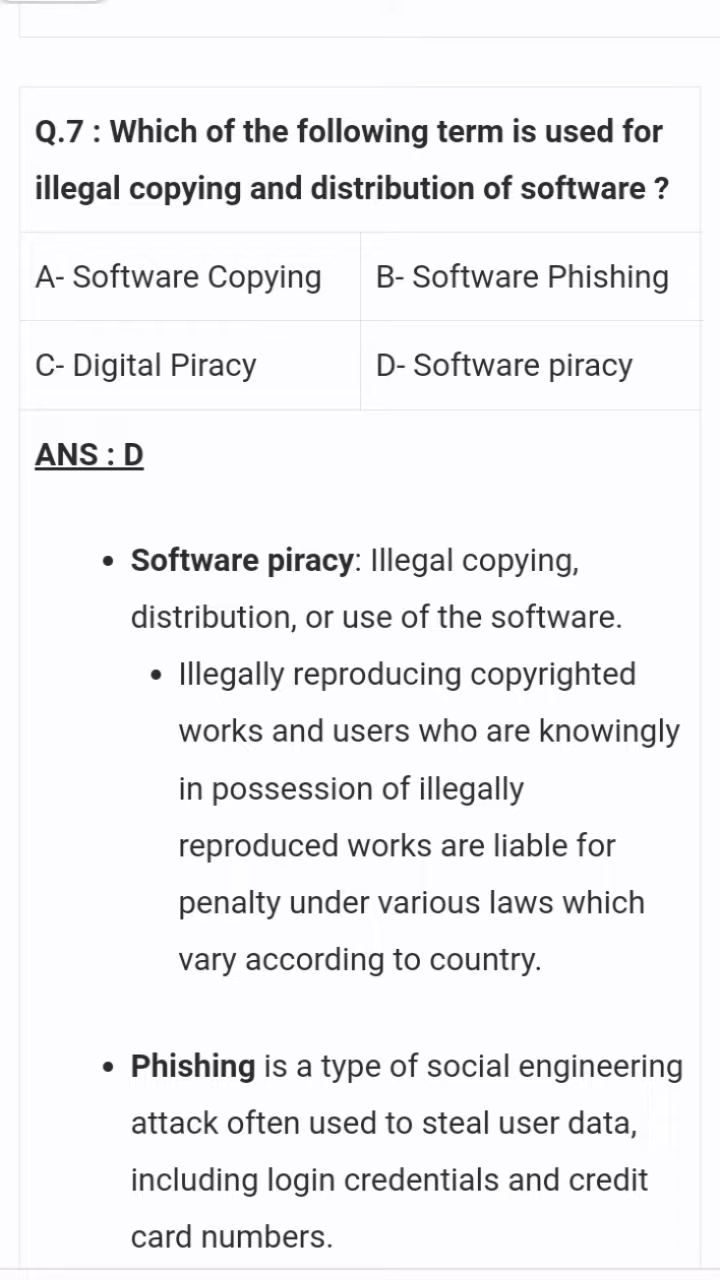 Q.7 : Which of the following term is used for
illegal copying and distribution of software ?
A- Software Copying
B- Software Phishing
C- Digital Piracy
D- Software piracy
ANS : D
• Software piracy: Illegal copying,
distribution, or use of the software.
• Illegally reproducing copyrighted
works and users who are knowingly
in possession of illegally
reproduced works are liable for
penalty under various laws which
vary according to country.
• Phishing is a type of social engineering
attack often used to steal user data,
including login credentials and credit
card numbers.